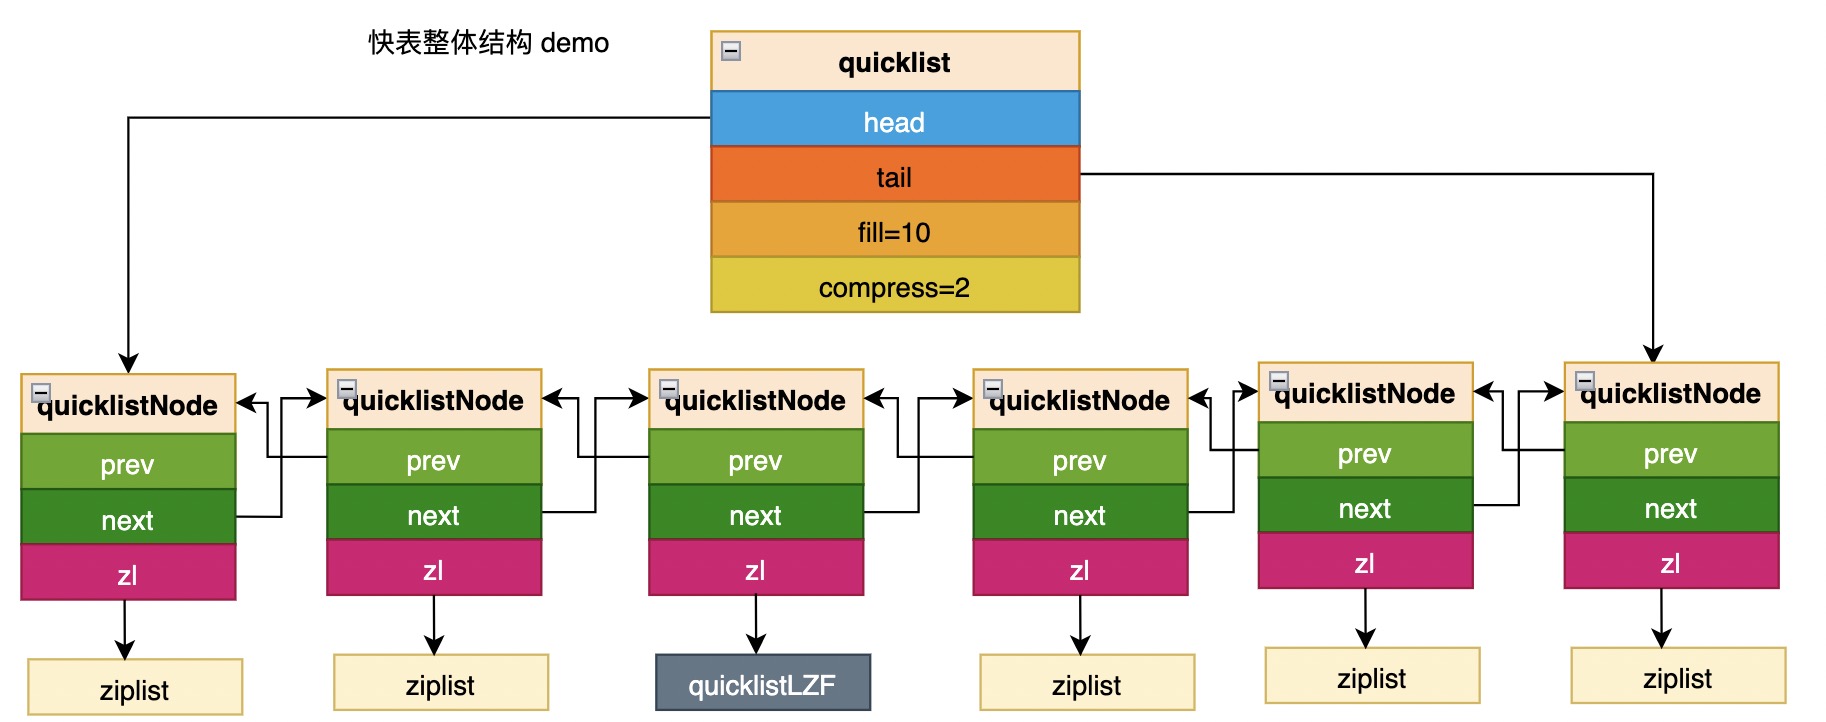 快表整体结构 demo
quicklist
head
tail
fill=10
compress=2
quicklistNode
prev
next
zl
ziplist
quicklistNode
prev
next
zl
ziplist
quicklistNode
prev
next
zl
quicklistLZF
quicklistNode
prev
next
zl
ziplist
quicklistNode
prev
next
zl
ziplist
quicklistNode
prev
next
zl
ziplist